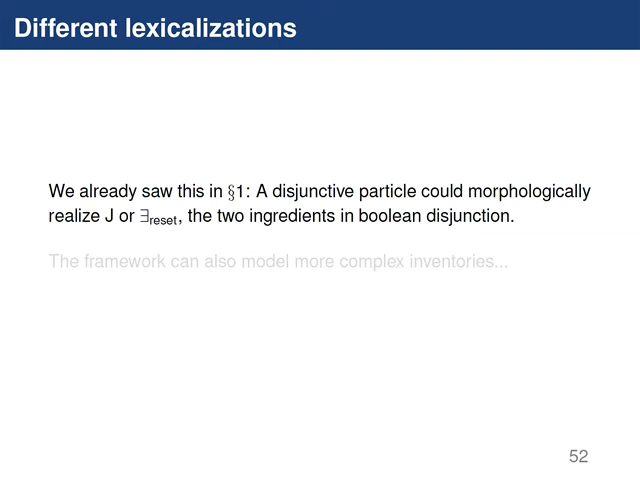 Different lexicalizations
We already saw this in §1: A disjunctive particle could morphologically
realize J or ∃reset, the two ingredients in boolean disjunction.
The framework can also model more complex inventories...
52